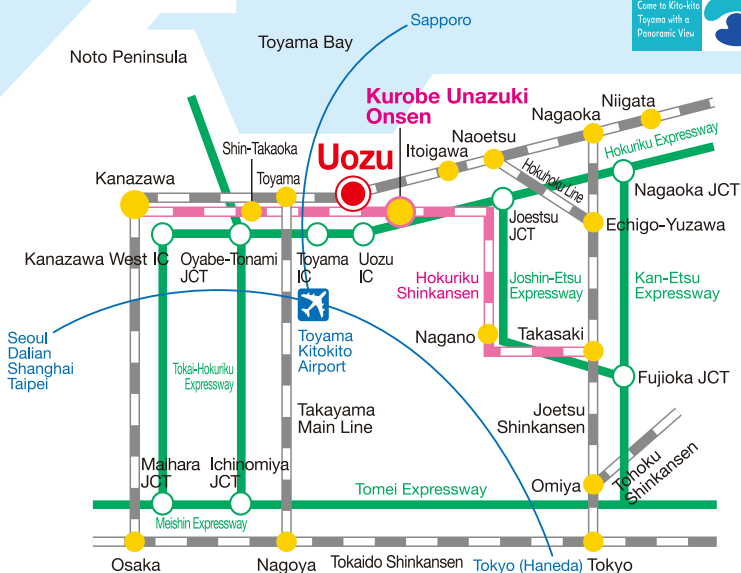 Come to Kito-kito
Toyama with a
Panoramic View
Sapporo
Toyama Bay
Noto Peninsula
Kurobe Unazuki
Onsen
Niigata
Nagaoka
Naoetsu
Hokuriku Expressway
Shin-Takaoka
Uozu
Itoigawa
Hokuhoku Line
Kanazawa
Toyama
Nagaoka JCT
Joestsu
JCT
Echigo-Yuzawa
Kanazawa West IC
Oyabe-Tonami
JCT
Toyama
IC
Uozu
IC
Hokuriku
Shinkansen
Joshin-Etsu
Expressway
Kan-Etsu
Expressway
Seoul
Dalian
Shanghai
Taipei
Toyama
Kitokito
Airport
Nagano
Takasaki
Tokai-Hokuriku
Expressway
Fujioka JCT
Takayama
Main Line
Joetsu
Shinkansen
Maihara
JCT
Ichinomiya
JCT
Omiya
Tohoku
Shinkansen
Tomei Expressway
Meishin Expressway
Osaka
Nagoya
Tokaido Shinkansen
Tokyo (Haneda)
Tokyo